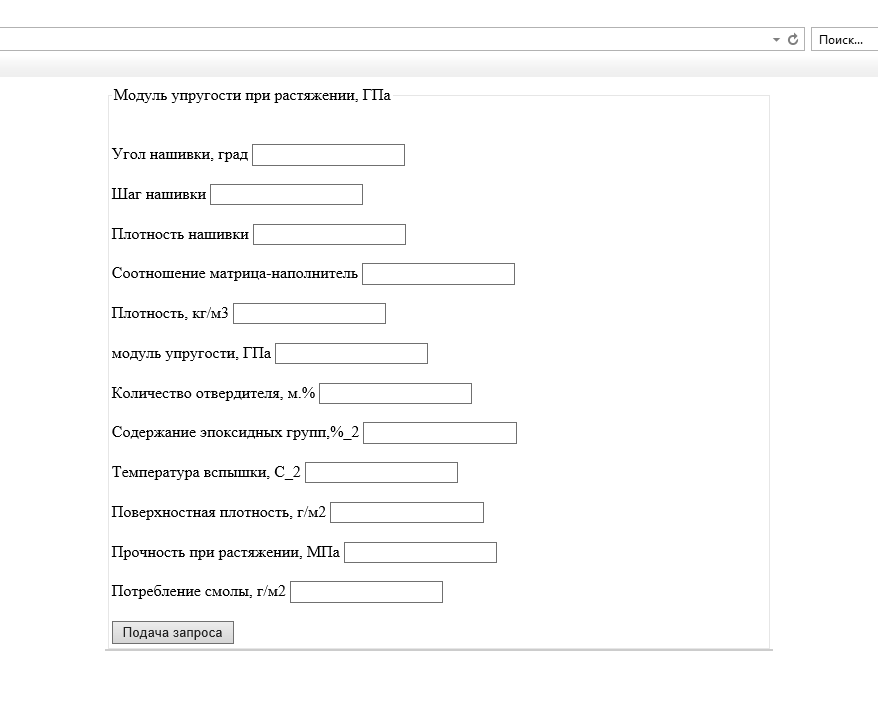 Поиск...
Модуль упругости при растяжении, ГПа
Угол нашивки, град
Шаг нашивки
Плотность нашивки
Соотношение матрица-наполнитель
Плотность, кг/м3
модуль упругости, ГПа
Количество отвердителя, м.%
Содержание эпоксидных групп,%_2
Температура вспышки, С_2
Поверхностная плотность, г/м2
Прочность при растяжении, МПа
Потребление смолы, г/м2
Подача запроса